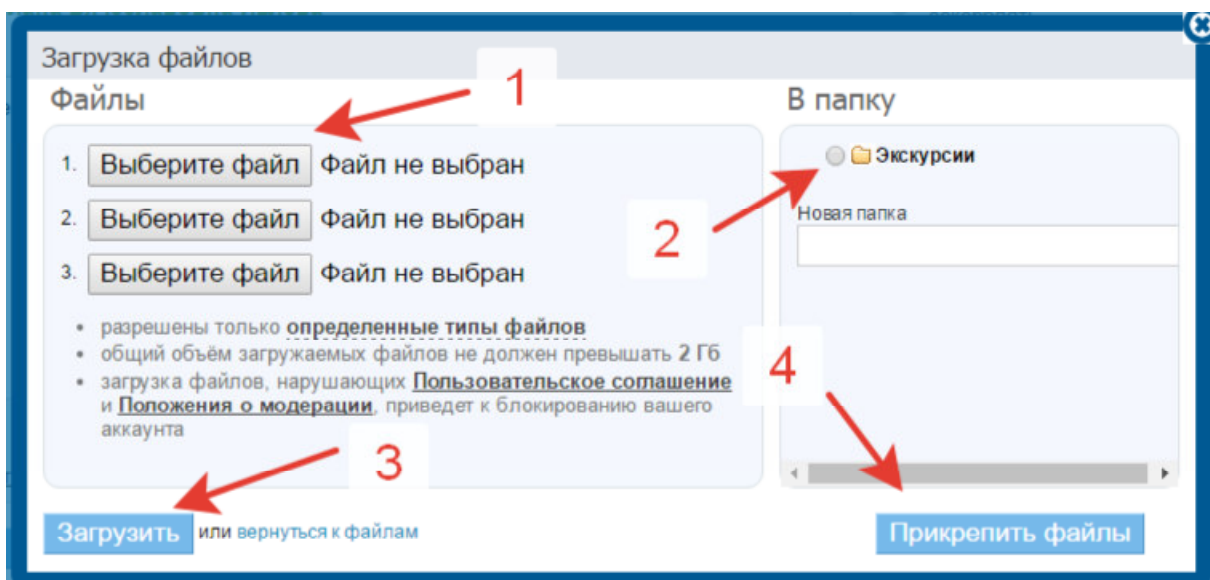 Загрузка файлов
Файлы
1
В папку
1. Выберите файл Файл не выбран
Экскурсии
2. Выберите файл Файл не выбран
2
Новая папка
3. Выберите файл Файл не выбран
• разрешены только определенные типы файлов
• общий объём загружаемых файлов не должен превышать 2 Гб
• загрузка файлов, нарушающих Пользовательское соглашение
и Положения о модерации, приведет к блокированию вашего
аккаунта
4
3
Загрузить или вернуться к файлам
Прикрепить файлы